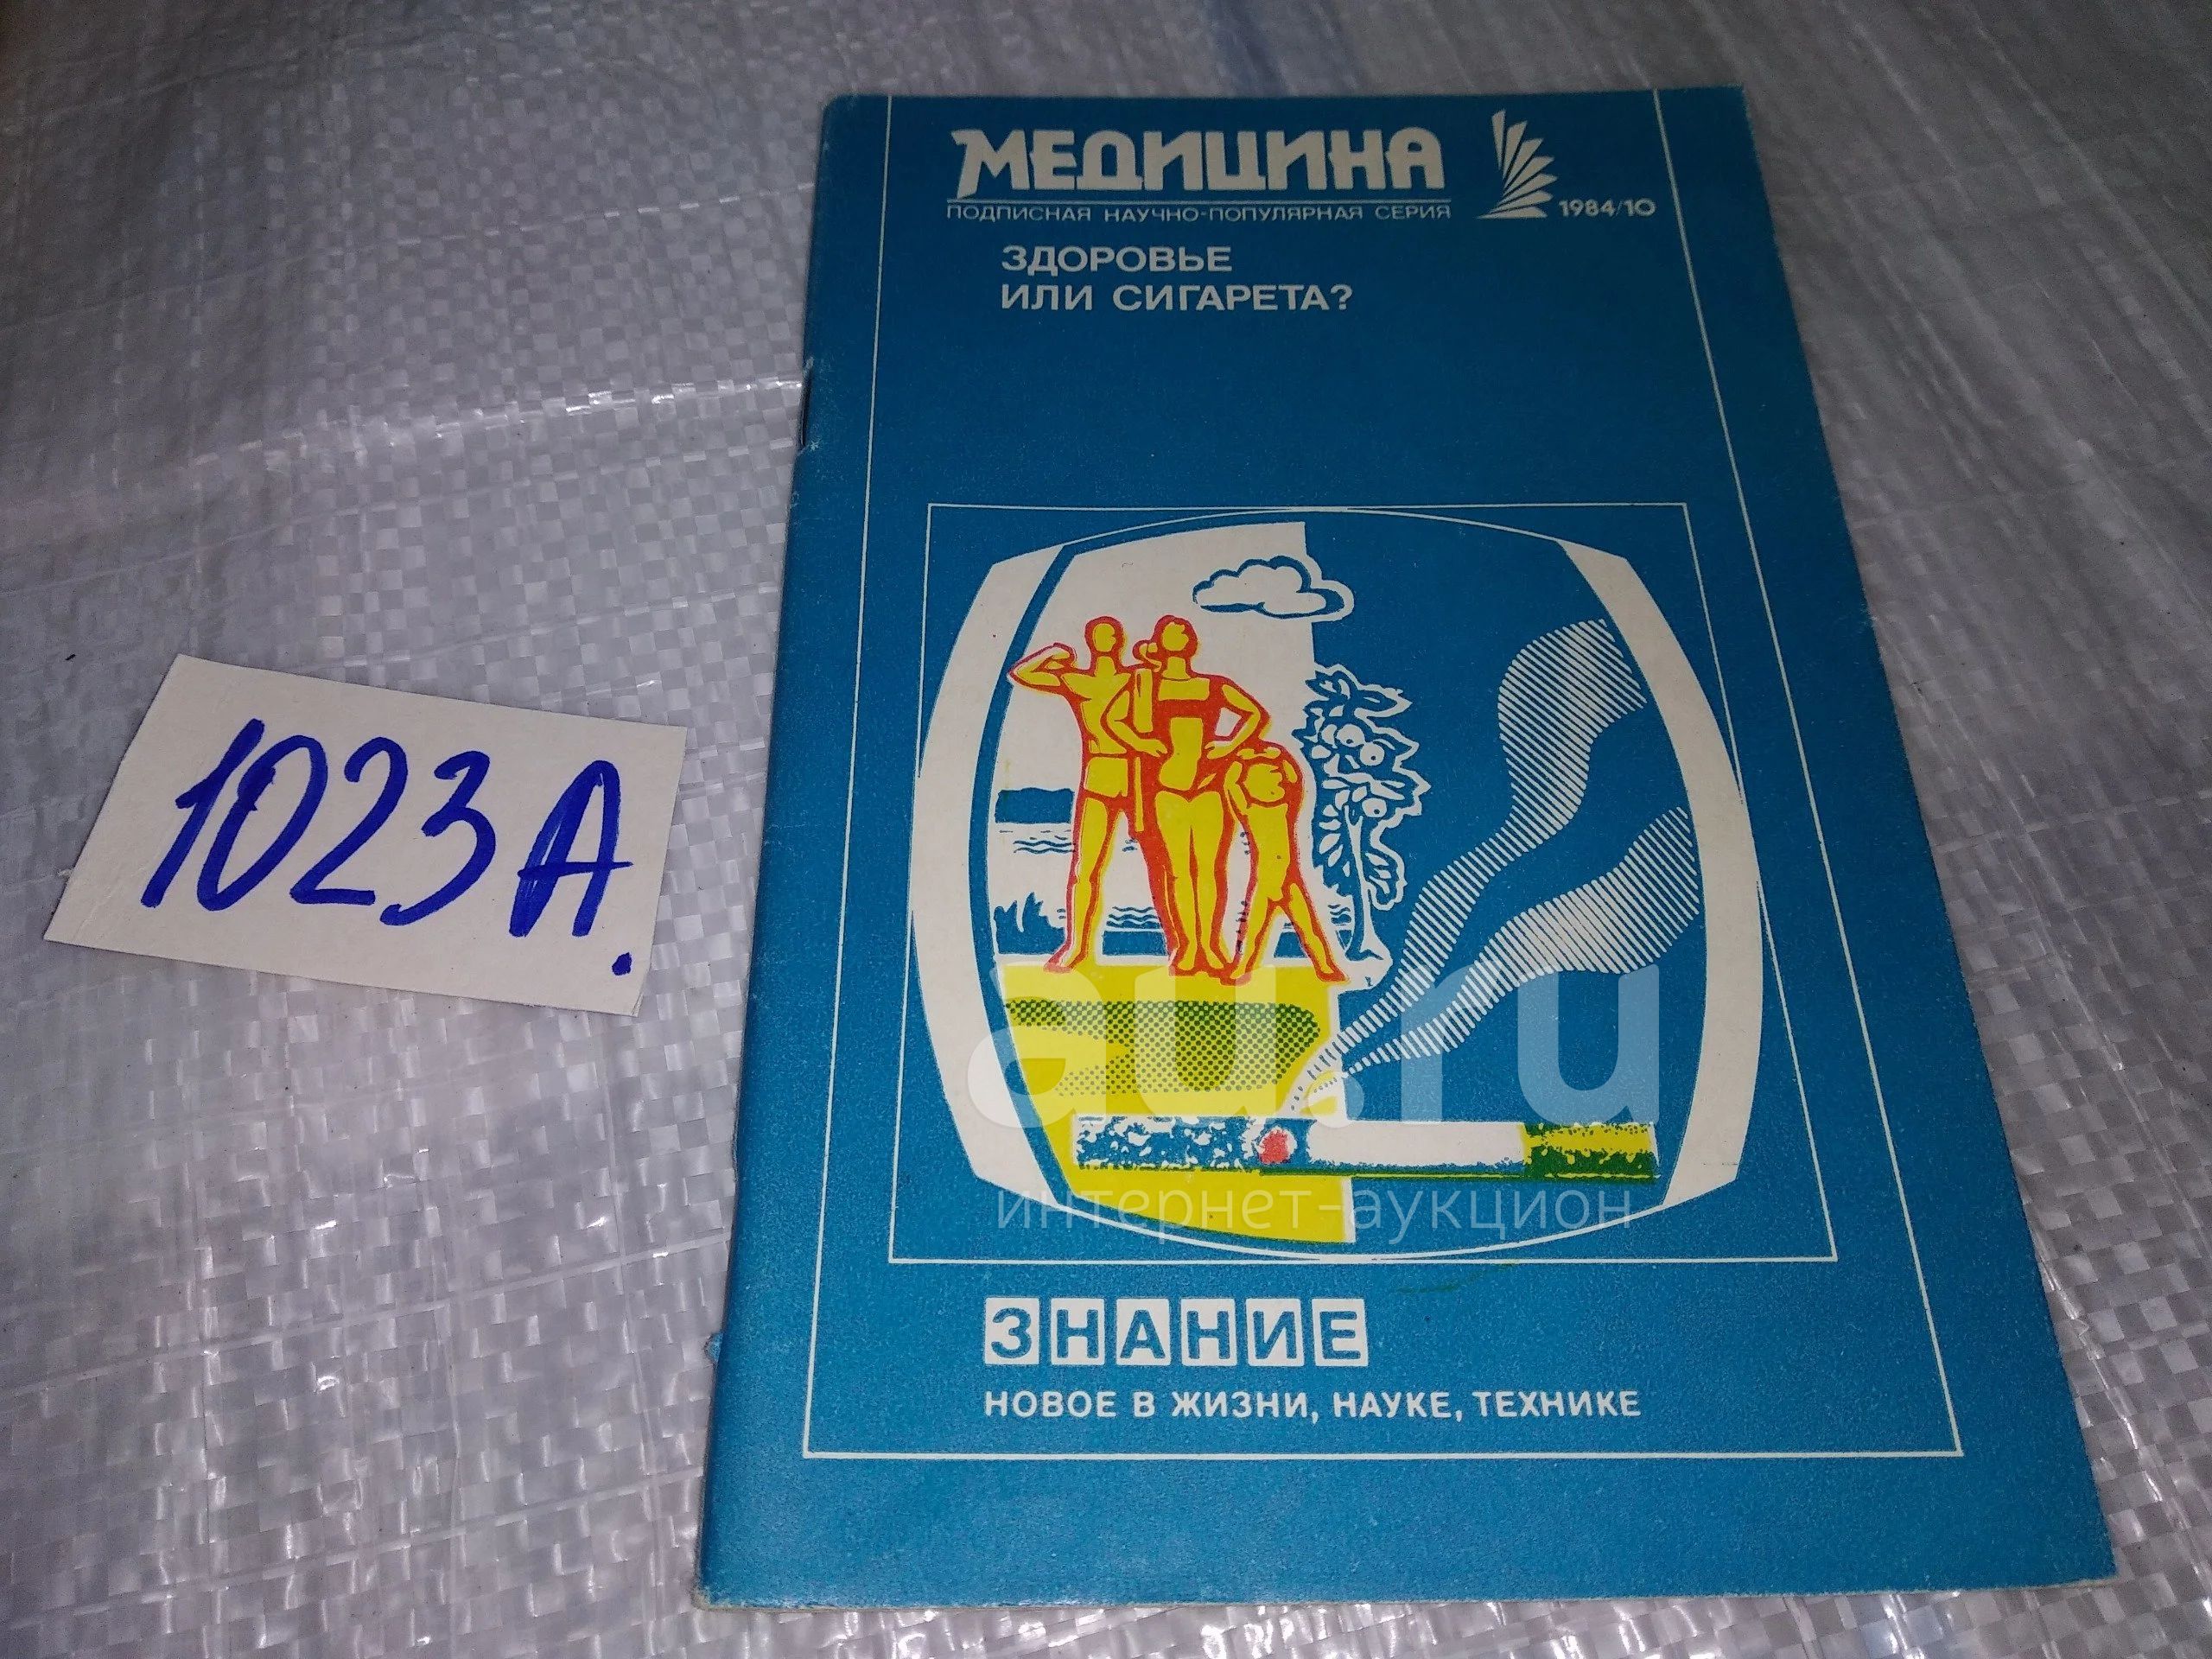 МЕДИЦИНА
ПОДПИСНАЯ НАУЧНО-ПОПУЛЯРНАЯ СЕРИЯ
1984/10
ЗДОРОВЬЕ
ИЛИ СИГАРЕТА?
1023А.
au.ru
интернет-аукцион
ЗНАНИЕ
НОВОЕ В ЖИЗНИ, НАУКЕ, ТЕХНИКЕ